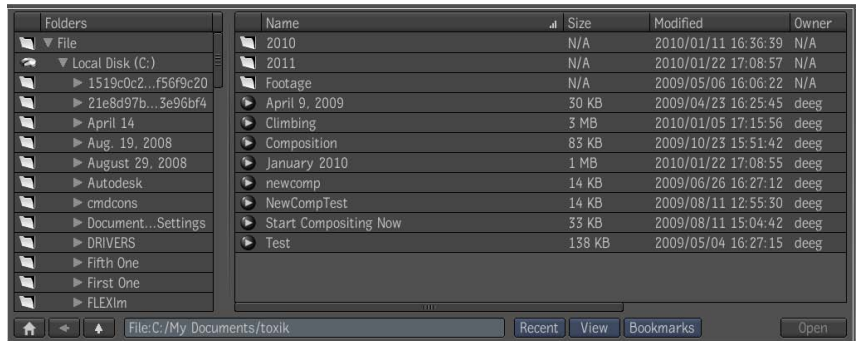 Folders
File
Local Disk (C:)
1519c0c2...f56f9c20
21e8d97b...3e96bf4
April 14
Aug. 19, 2008
August 29, 2008
Autodesk
cmdcons
Document...Settings
DRIVERS
Fifth One
First One
FLEXlm
Name Size Modified Owner
2010 N/A 2010/01/11 16:36:39 N/A
2011 N/A 2010/01/22 17:08:57 N/A
Footage N/A 2009/05/06 16:06:22 N/A
April 9, 2009 30 KB 2009/04/23 16:25:45 deeg
Climbing 3 MB 2010/01/05 17:15:56 deeg
Composition 83 KB 2009/10/23 15:51:42 deeg
January 2010 1 MB 2010/01/22 17:08:55 deeg
newcomp 14 KB 2009/06/26 16:27:12 deeg
NewCompTest 14 KB 2009/08/11 12:55:30 deeg
Start Compositing Now 33 KB 2009/08/11 15:04:42 deeg
Test 138 KB 2009/05/04 16:27:15 deeg
File:C:/My Documents/toxik Recent View Bookmarks Open